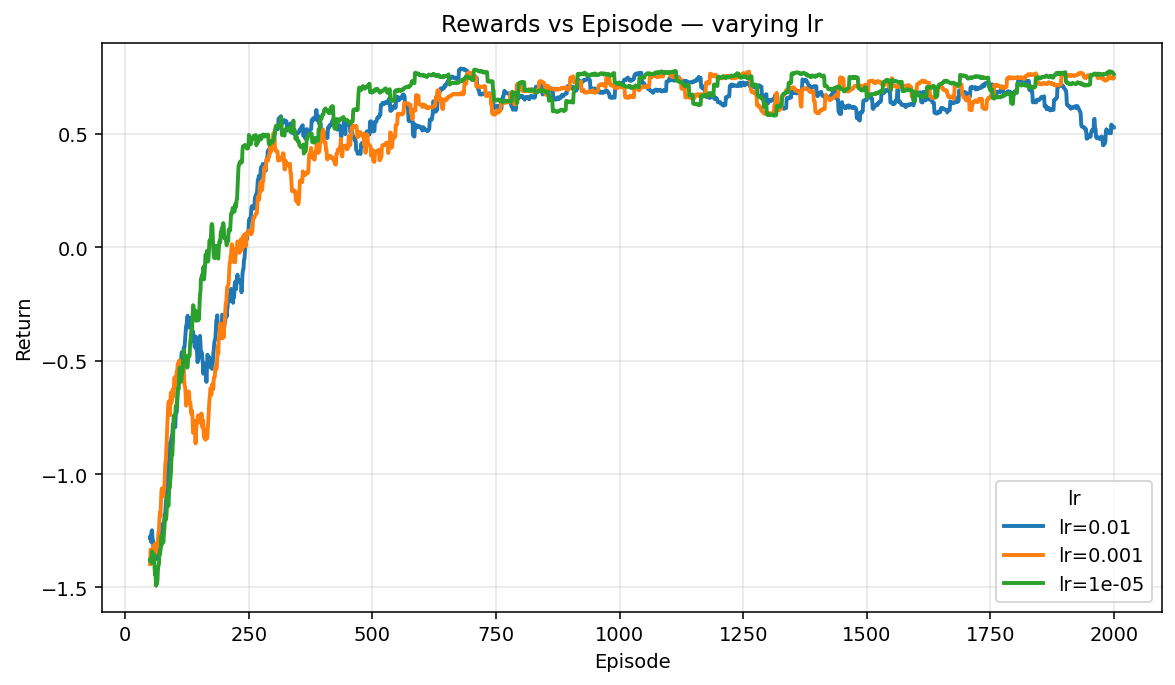 Rewards vs Episode — varying lr
Return
0.5
0.0
−0.5
−1.0
−1.5
0 250 500 750 1000 1250 1500 1750 2000
Episode
lr
lr=0.01
lr=0.001
lr=1e-05